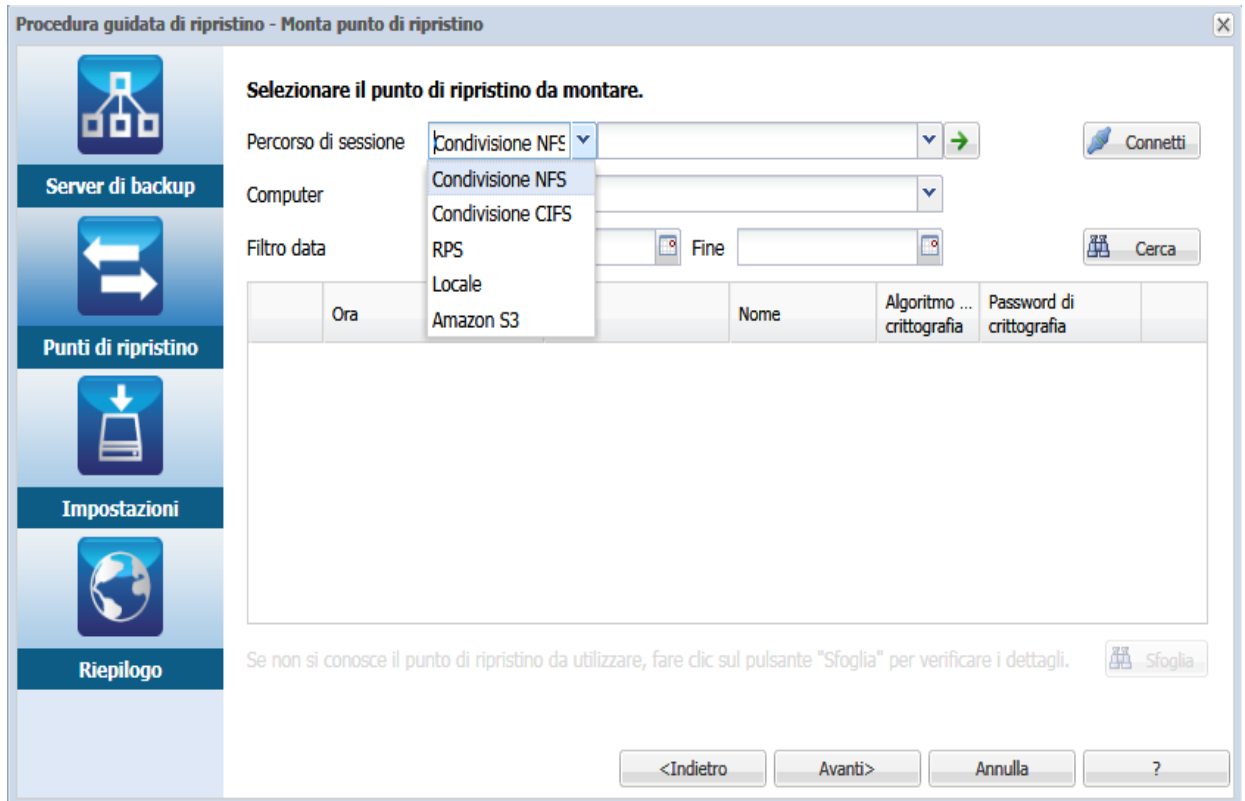 Procedura guidata di ripristino - Monta punto di ripristino
Server di backup
Punti di ripristino
Impostazioni
Riepilogo
Selezionare il punto di ripristino da montare.
Percorso di sessione Condivisione NFS Connetti
Computer
Condivisione NFS
Condivisione CIFS
RPS
Locale
Amazon S3
Filtro data Fine Cerca
Ora Nome Algoritmo ... crittografia Password di crittografia
Se non si conosce il punto di ripristino da utilizzare, fare clic sul pulsante "Sfoglia" per verificare i dettagli. Sfoglia
<Indietro Avanti> Annulla ?